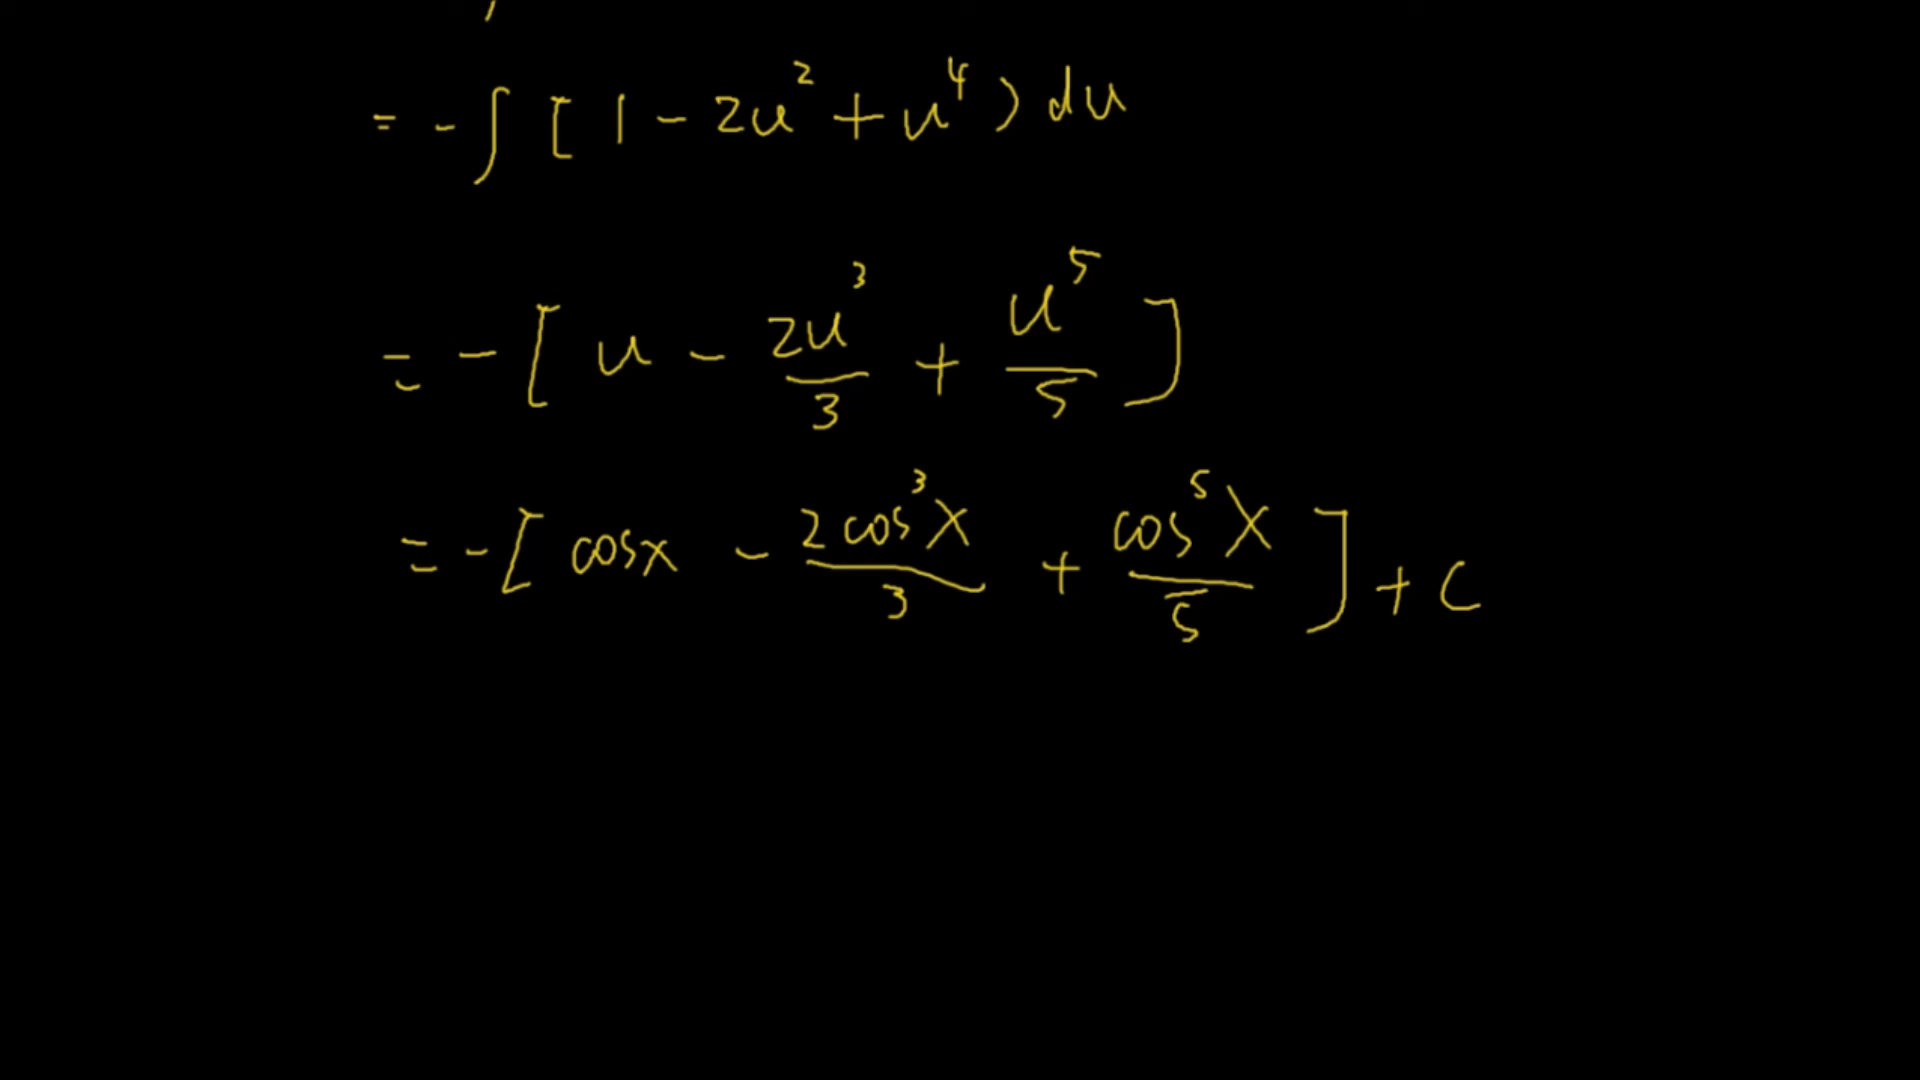 = -∫ [ 1 - 2u² + u⁴ ) du
= - [ u - 2u³/3 + u⁵/5 ]
= - [ cosx - 2cos³x/3 + cos⁵x/5 ] + C